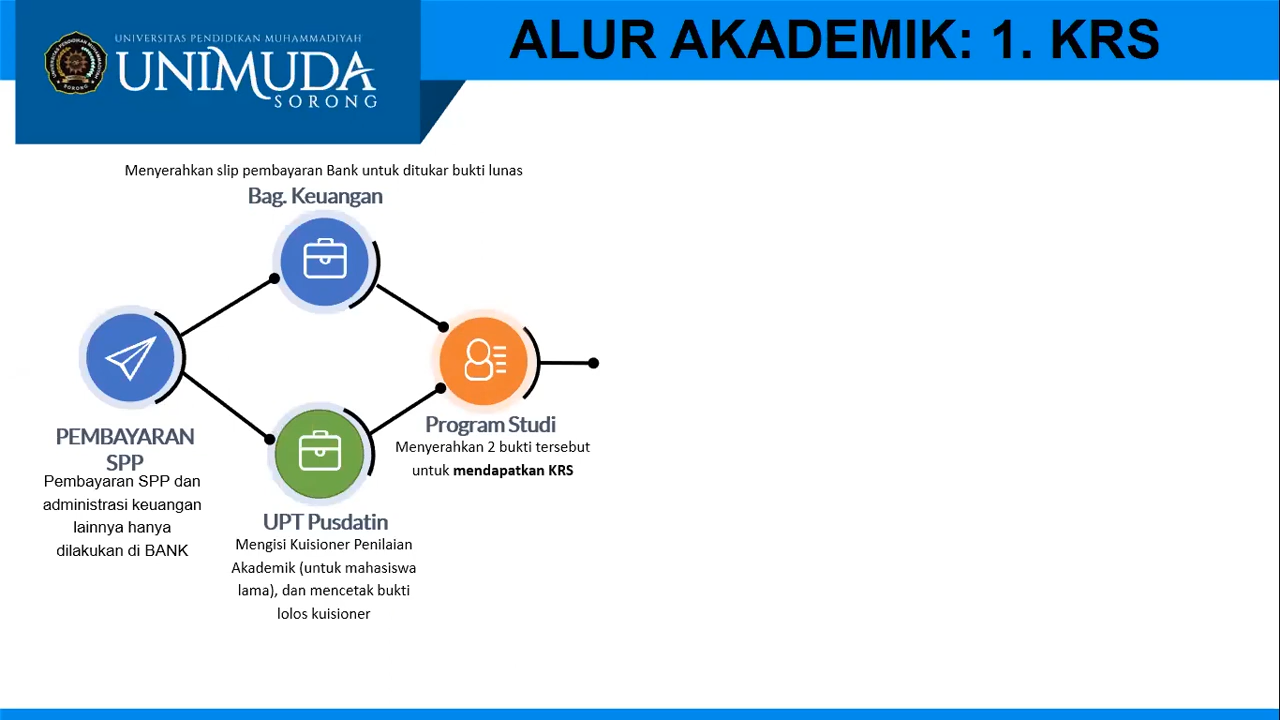 UNIVERSITAS PENDIDIKAN MUHAMMADIYAH
UNIMUDA
SORONG
ALUR AKADEMIK: 1. KRS
Menyerahkan slip pembayaran Bank untuk ditukar bukti lunas
Bag. Keuangan
PEMBAYARAN
SPP
Pembayaran SPP dan
administrasi keuangan
lainnya hanya
dilakukan di BANK
UPT Pusdatin
Mengisi Kuisioner Penilaian
Akademik (untuk mahasiswa
lama), dan mencetak bukti
lolos kuisioner
Program Studi
Menyerahkan 2 bukti tersebut
untuk mendapatkan KRS